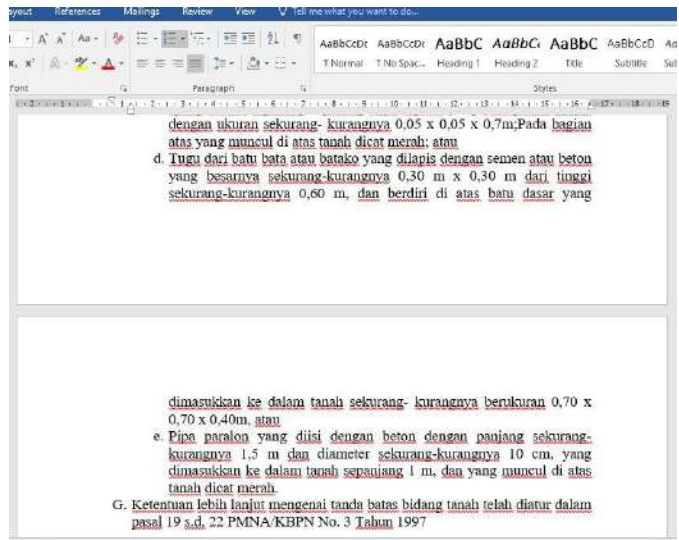 ayout References Mailings Review View Tell me what you want to do...
Aa
AaBbCcDc AaBbCcDc AaBbC AaBbCc AaBbC AaBbCcD
¶ Normal ¶ No Spac... Heading 1 Heading 2 Title Subtitle
Font Paragraph Styles
dengan ukuran sekurang- kurangnya 0,05 x 0,05 x 0,7m;Pada bagian
atas yang muncul di atas tanah dicat merah; atau
d. Tugu dari batu bata atau batako yang dilapis dengan semen atau beton
yang besarnya sekurang-kurangnya 0,30 m x 0,30 m dari tinggi
sekurang-kurangnya 0,60 m, dan berdiri di atas batu dasar yang
dimasukkan ke dalam tanah sekurang- kurangnya berukuran 0,70 x
0,70 x 0,40m, atau
e. Pipa paralon yang diisi dengan beton dengan panjang sekurang-
kurangnya 1,5 m dan diameter sekurang-kurangnya 10 cm, yang
dimasukkan ke dalam tanah sepanjang 1 m, dan yang muncul di atas
tanah dicat merah.
G. Ketentuan lebih lanjut mengenai tanda batas bidang tanah telah diatur dalam
pasal 19 s.d. 22 PMNA/KBPN No. 3 Tahun 1997